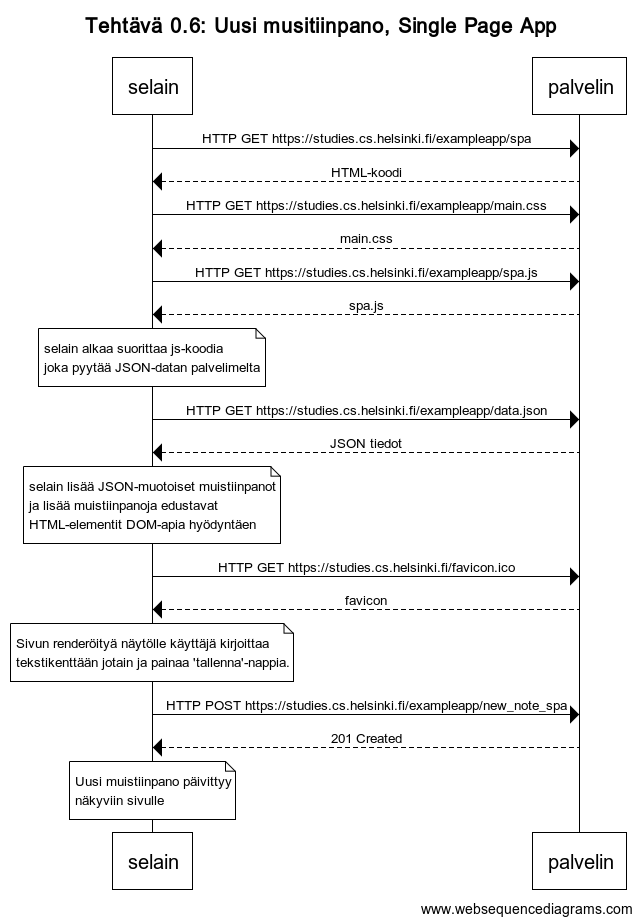 Tehtävä 0.6: Uusi musitiinpano, Single Page App
selain
palvelin
HTTP GET https://studies.cs.helsinki.fi/exampleapp/spa
HTML-koodi
HTTP GET https://studies.cs.helsinki.fi/exampleapp/main.css
main.css
HTTP GET https://studies.cs.helsinki.fi/exampleapp/spa.js
spa.js
selain alkaa suorittaa js-koodia
joka pyytää JSON-datan palvelimelta
HTTP GET https://studies.cs.helsinki.fi/exampleapp/data.json
JSON tiedot
selain lisää JSON-muotoiset muistiinpanot
ja lisää muistiinpanoja edustavat
HTML-elementit DOM-apia hyödyntäen
HTTP GET https://studies.cs.helsinki.fi/favicon.ico
favicon
Sivun renderöityä näytölle käyttäjä kirjoittaa
tekstikenttään jotain ja painaa 'tallenna'-nappia.
HTTP POST https://studies.cs.helsinki.fi/exampleapp/new_note_spa
201 Created
Uusi muistiinpano päivittyy
näkyviin sivulle
selain
palvelin
www.websequencediagrams.com